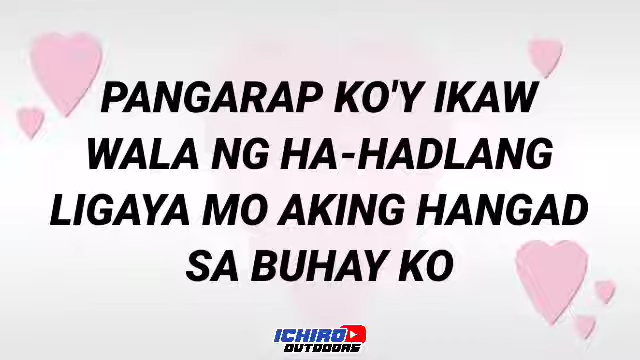 PANGARAP KO'Y IKAW
WALA NG HA-HADLANG
LIGAYA MO AKING HANGAD
SA BUHAY KO
ICHIRO
OUTDOORS